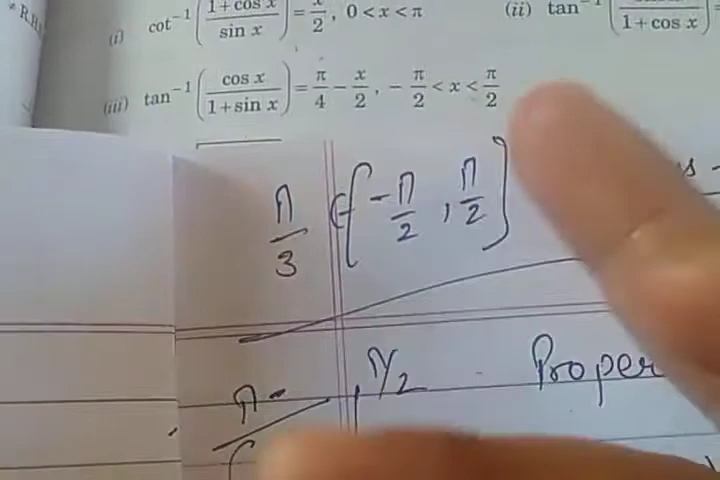 (i) cot⁻¹ ( (1+cos x) / (sin x) ) = x/2, 0 < x < π (ii) tan⁻¹ ( / (1+cos x) ) =
(iii) tan⁻¹ ( (cos x) / (1+sin x) ) = π/4 − x/2, − π/2 < x < π/2
π/3 ∈ [ −π/2 , π/2 ]
π , π/2 Proper